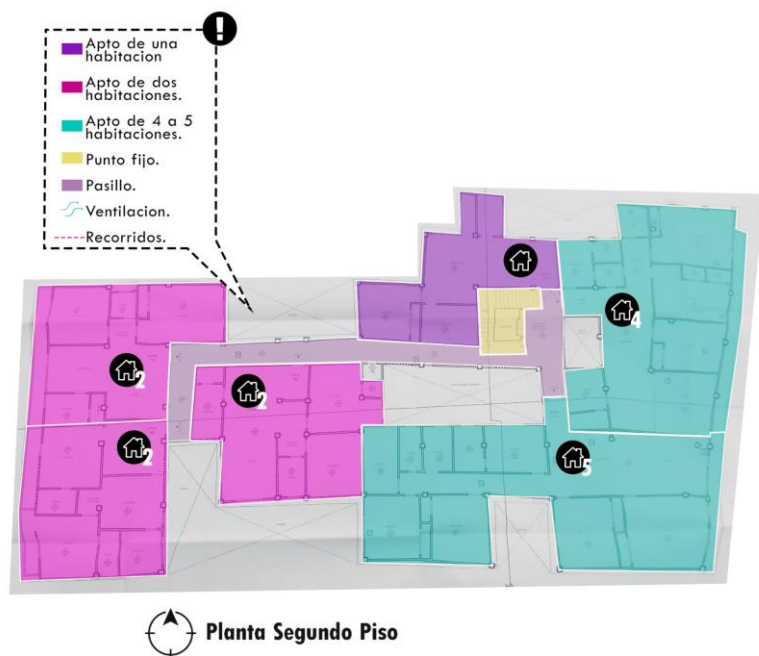 !
Apto de una
habitacion
Apto de dos
habitaciones.
Apto de 4 a 5
habitaciones.
Punto fijo.
Pasillo.
Ventilacion.
Recorridos.
4
2
2
2
5
Planta Segundo Piso